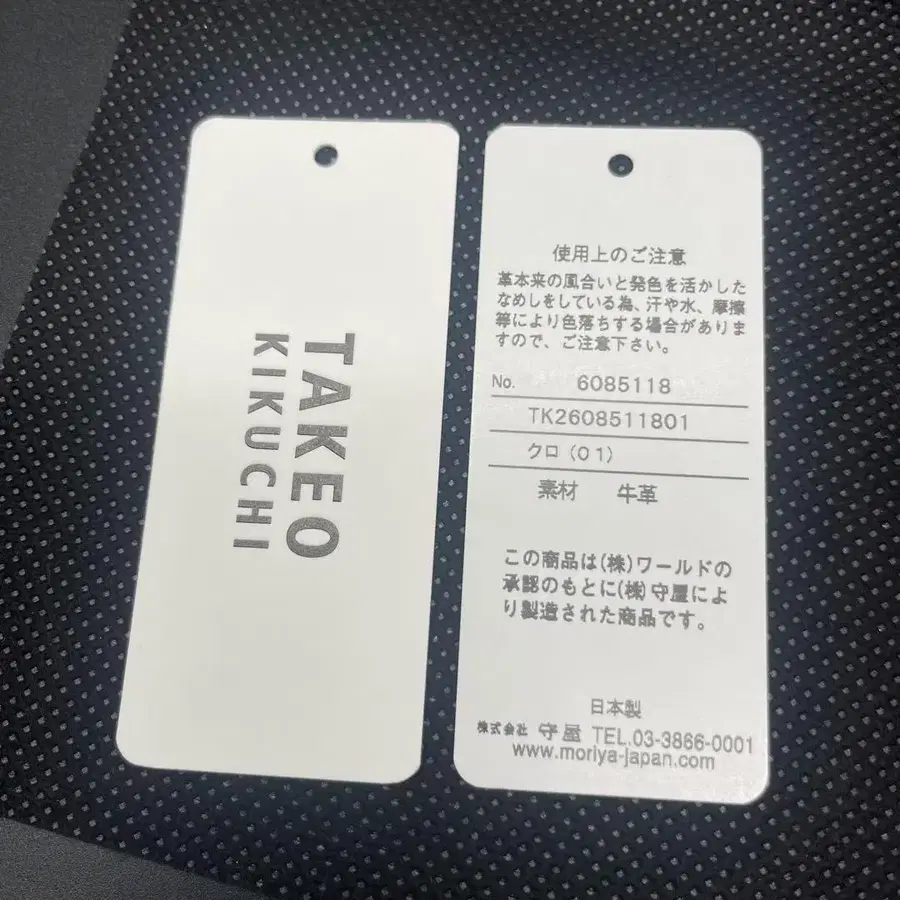 TAKEO
KIKUCHI
使用上のご注意
革本来の風合いと発色を活かした
なめしをしている為、汗や水、摩擦
等により色落ちする場合がありま
すので、ご注意下さい。
No. 6085118
TK2608511801
クロ(01)
素材 牛革
この商品は(株)ワールドの
承認のもとに(株)守屋によ
り製造された商品です。
日本製
株式会社 守屋 TEL.03-3866-0001
www.moriya-japan.com